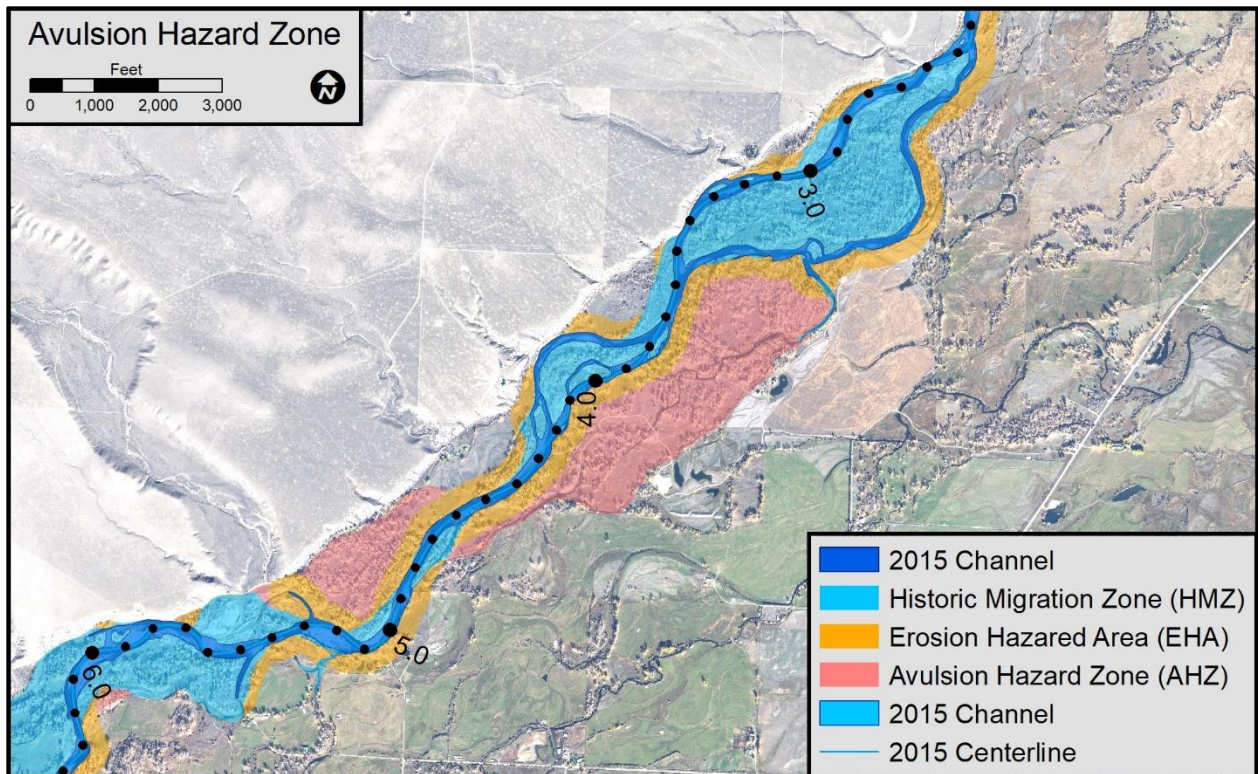 Avulsion Hazard Zone
Feet
0 1,000 2,000 3,000
N
3.0
4.0
5.0
6.0
2015 Channel
Historic Migration Zone (HMZ)
Erosion Hazared Area (EHA)
Avulsion Hazard Zone (AHZ)
2015 Channel
2015 Centerline